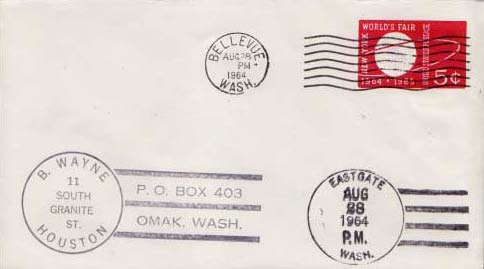 BELLEVUE
AUG 28
PM
1964
WASH.
WORLD'S FAIR
NEW YORK
1964 - 1965
5¢
B. WAYNE
11
SOUTH
GRANITE
ST.
HOUSTON
P. O. BOX 403
OMAK, WASH.
EASTGATE
AUG
28
1964
P.M.
WASH.